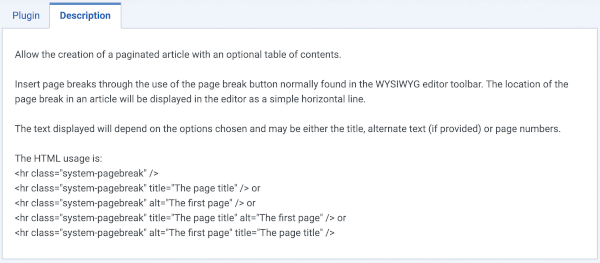 Plugin
Description
Allow the creation of a paginated article with an optional table of contents.
Insert page breaks through the use of the page break button normally found in the WYSIWYG editor toolbar. The location of the
page break in an article will be displayed in the editor as a simple horizontal line.
The text displayed will depend on the options chosen and may be either the title, alternate text (if provided) or page numbers.
The HTML usage is:
<hr class="system-pagebreak" />
<hr class="system-pagebreak" title="The page title" /> or
<hr class="system-pagebreak" alt="The first page" /> or
<hr class="system-pagebreak" title="The page title" alt="The first page" /> or
<hr class="system-pagebreak" alt="The first page" title="The page title" />